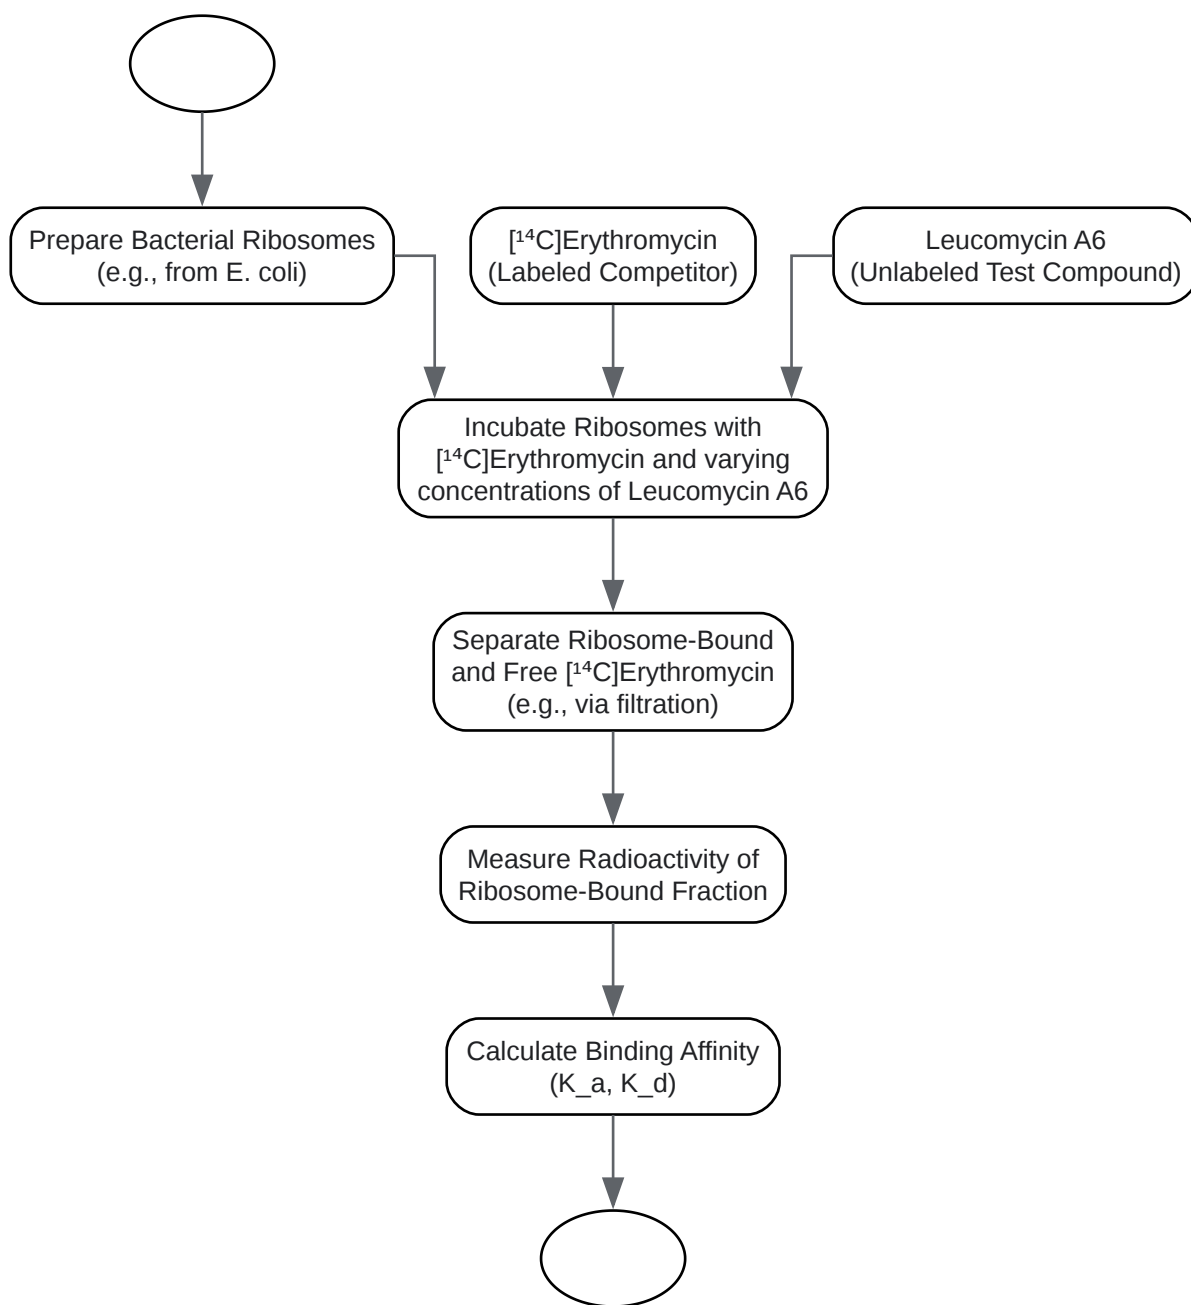 Prepare Bacterial Ribosomes
(e.g., from E. coli)
[¹⁴C]Erythromycin
(Labeled Competitor)
Leucomycin A6
(Unlabeled Test Compound)
Incubate Ribosomes with
[¹⁴C]Erythromycin and varying
concentrations of Leucomycin A6
Separate Ribosome-Bound
and Free [¹⁴C]Erythromycin
(e.g., via filtration)
Measure Radioactivity of
Ribosome-Bound Fraction
Calculate Binding Affinity
(K_a, K_d)